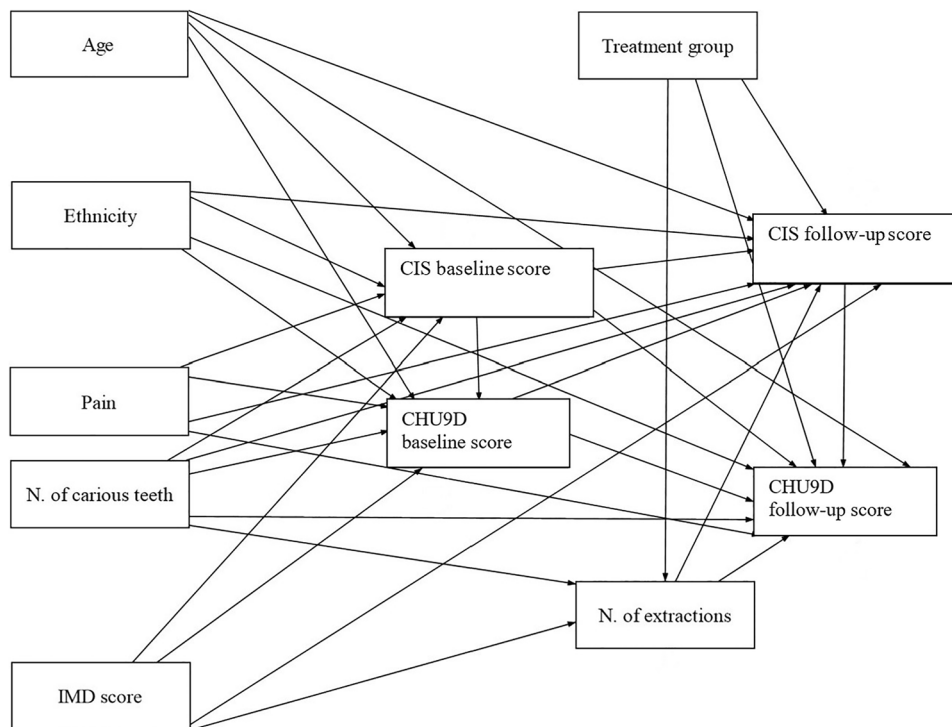 Age
Treatment group
Ethnicity
CIS follow-up score
CIS baseline score
Pain
CHU9D
baseline score
N. of carious teeth
CHU9D
follow-up score
N. of extractions
IMD score